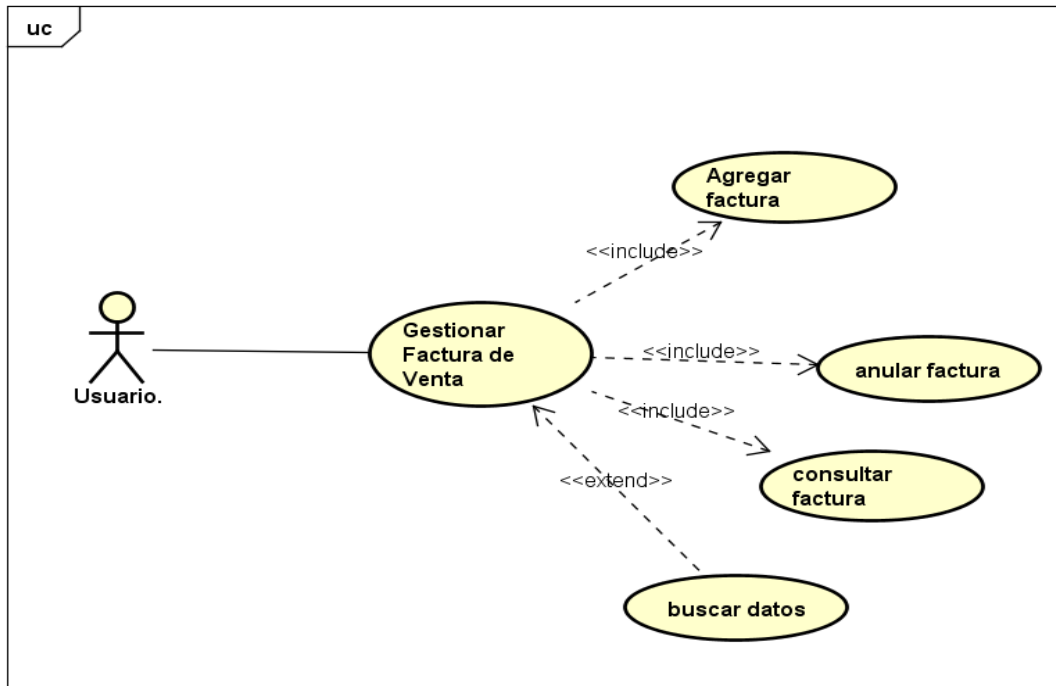 uc
Agregar
factura
<<include>>
Gestionar
Factura de
Venta
<<include>>
anular factura
Usuario.
<<include>>
consultar
factura
<<extend>>
buscar datos